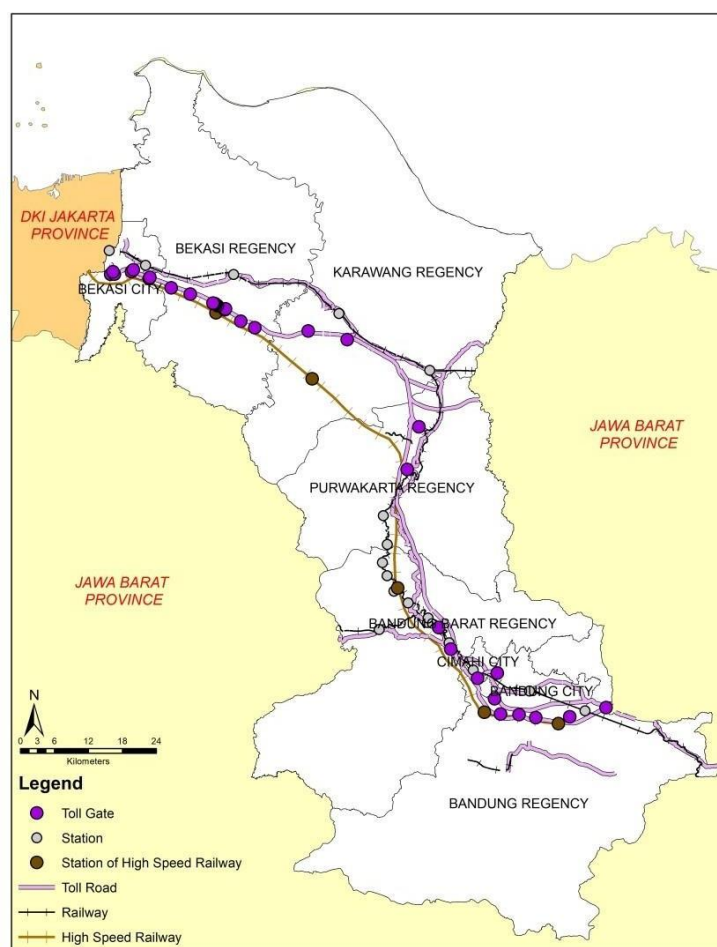 DKI JAKARTA
PROVINCE
BEKASI REGENCY
KARAWANG REGENCY
BEKASI CITY
JAWA BARAT
PROVINCE
PURWAKARTA REGENCY
JAWA BARAT
PROVINCE
BANDUNG BARAT REGENCY
CIMAHI CITY
BANDUNG CITY
N
0 3 6 12 18 24
Kilometers
BANDUNG REGENCY
Legend
Toll Gate
Station
Station of High Speed Railway
Toll Road
Railway
High Speed Railway